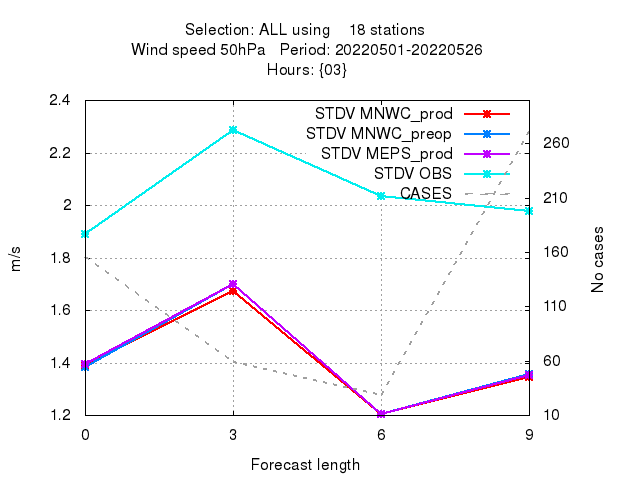 Selection: ALL using 18 stations
Wind speed 50hPa Period: 20220501-20220526
Hours: {03}
STDV MNWC_prod
STDV MNWC_preop
STDV MEPS_prod
STDV OBS
CASES
2.4
2.2
2
1.8
1.6
1.4
1.2
m/s
260
210
160
110
60
10
No cases
0 3 6 9
Forecast length